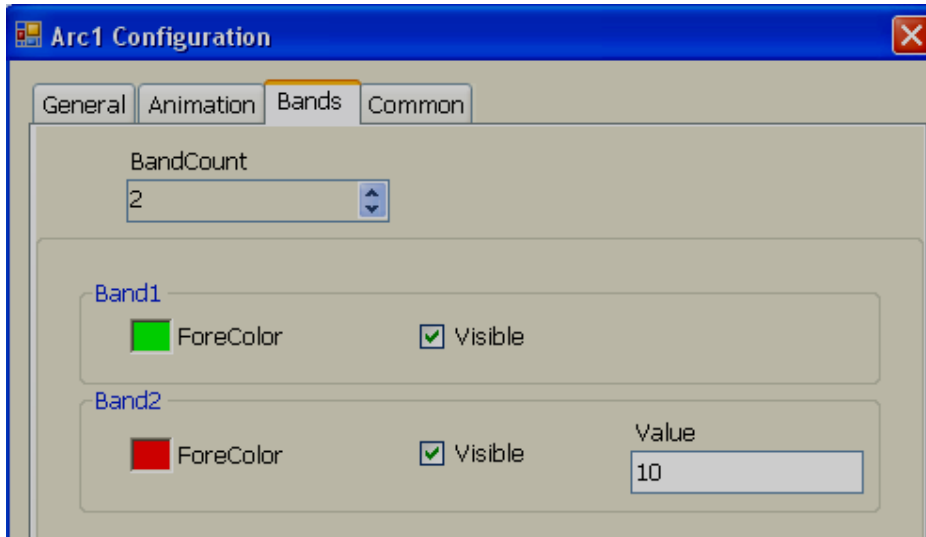 Arc1 Configuration
General Animation Bands Common
BandCount
2
Band1
ForeColor Visible
Band2
Value
ForeColor Visible
10